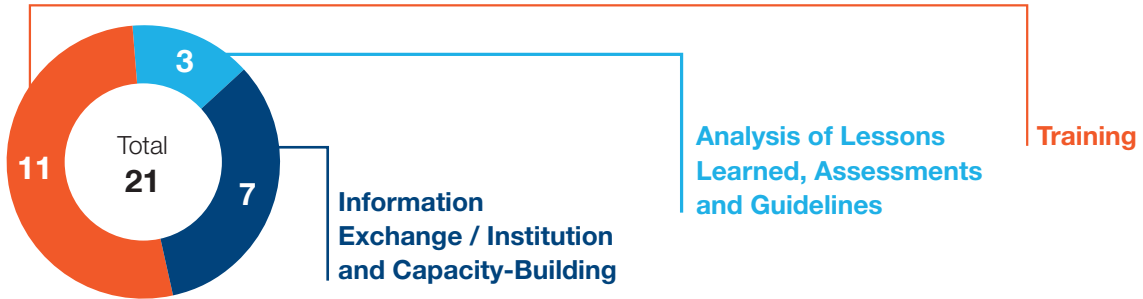 3
Total
21
11
7
Information
Exchange / Institution
and Capacity-Building
Analysis of Lessons
Learned, Assessments
and Guidelines
Training